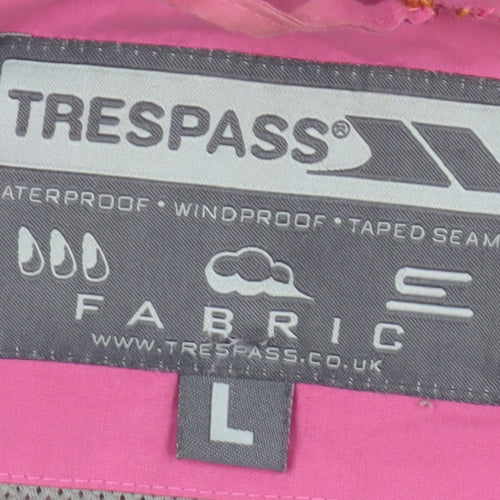 TRESPASS®
ATERPROOF • WINDPROOF • TAPED SEAM
FABRIC
WWW.TRESPASS.CO.UK
L